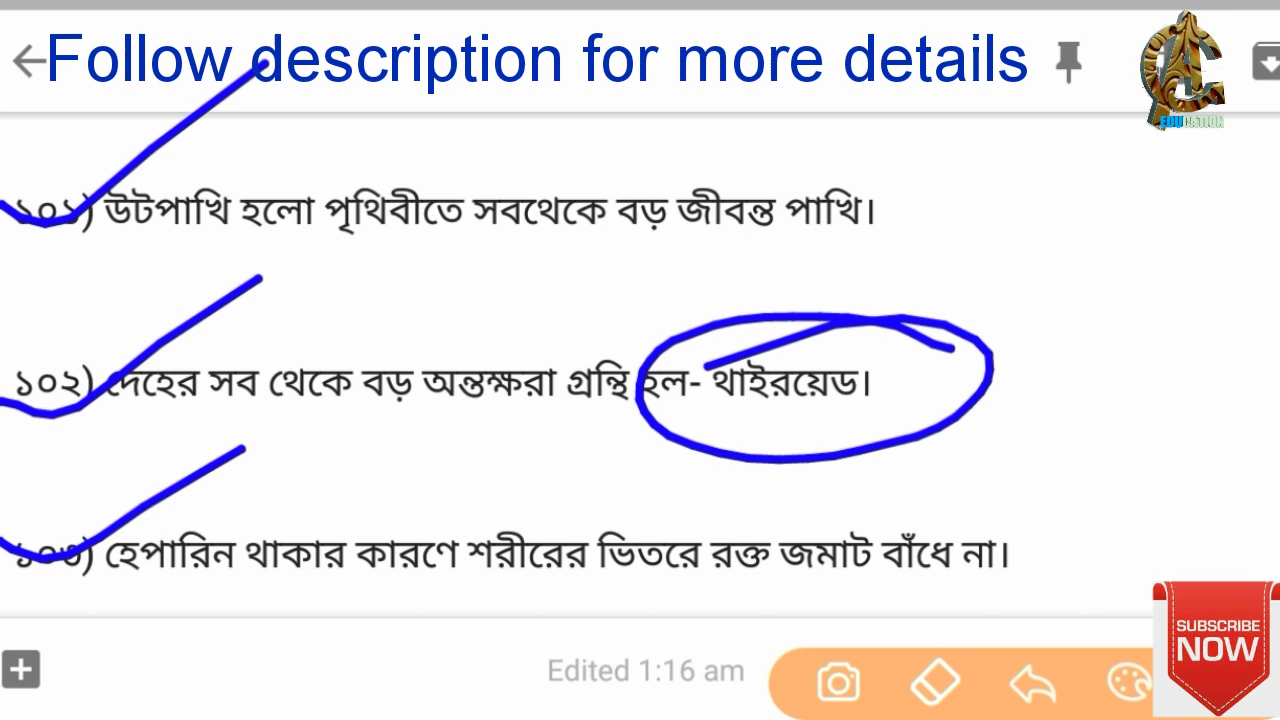 Follow description for more details
EDUCATION
১০১) উটপাখি হলো পৃথিবীতে সবথেকে বড় জীবন্ত পাখি।
১০২) দেহের সব থেকে বড় অন্তক্ষরা গ্রন্থি হল- থাইরয়েড।
১০৩) হেপারিন থাকার কারণে শরীরের ভিতরে রক্ত জমাট বাঁধে না।
Edited 1:16 am
SUBSCRIBE
NOW